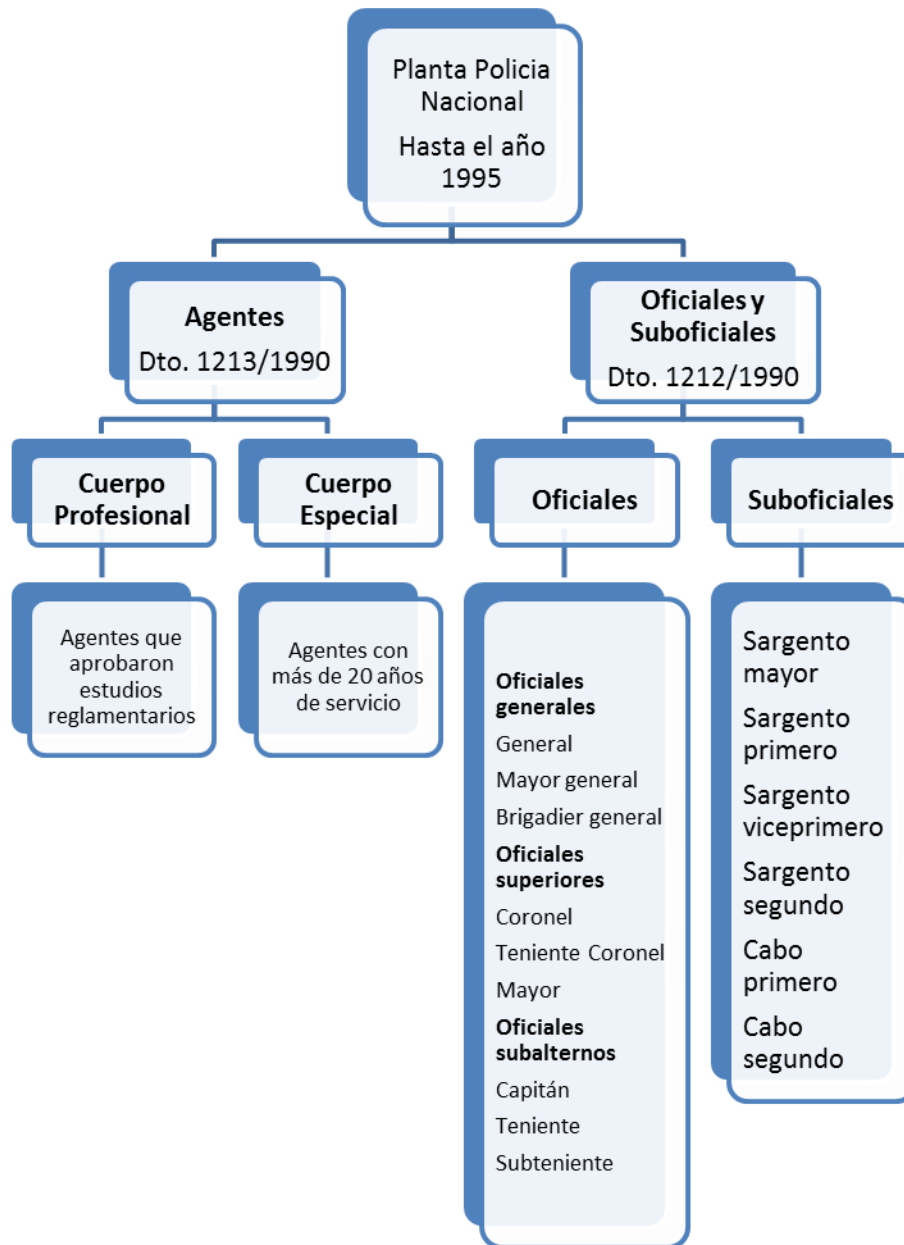 Planta Policia
Nacional
Hasta el año
1995
Agentes
Dto. 1213/1990
Oficiales y
Suboficiales
Dto. 1212/1990
Cuerpo
Profesional
Cuerpo
Especial
Oficiales
Suboficiales
Agentes que
aprobaron
estudios
reglamentarios
Agentes con
más de 20 años
de servicio
Oficiales
generales
General
Mayor general
Brigadier general
Oficiales
superiores
Coronel
Teniente Coronel
Mayor
Oficiales
subalternos
Capitán
Teniente
Subteniente
Sargento
mayor
Sargento
primero
Sargento
viceprimero
Sargento
segundo
Cabo
primero
Cabo
segundo